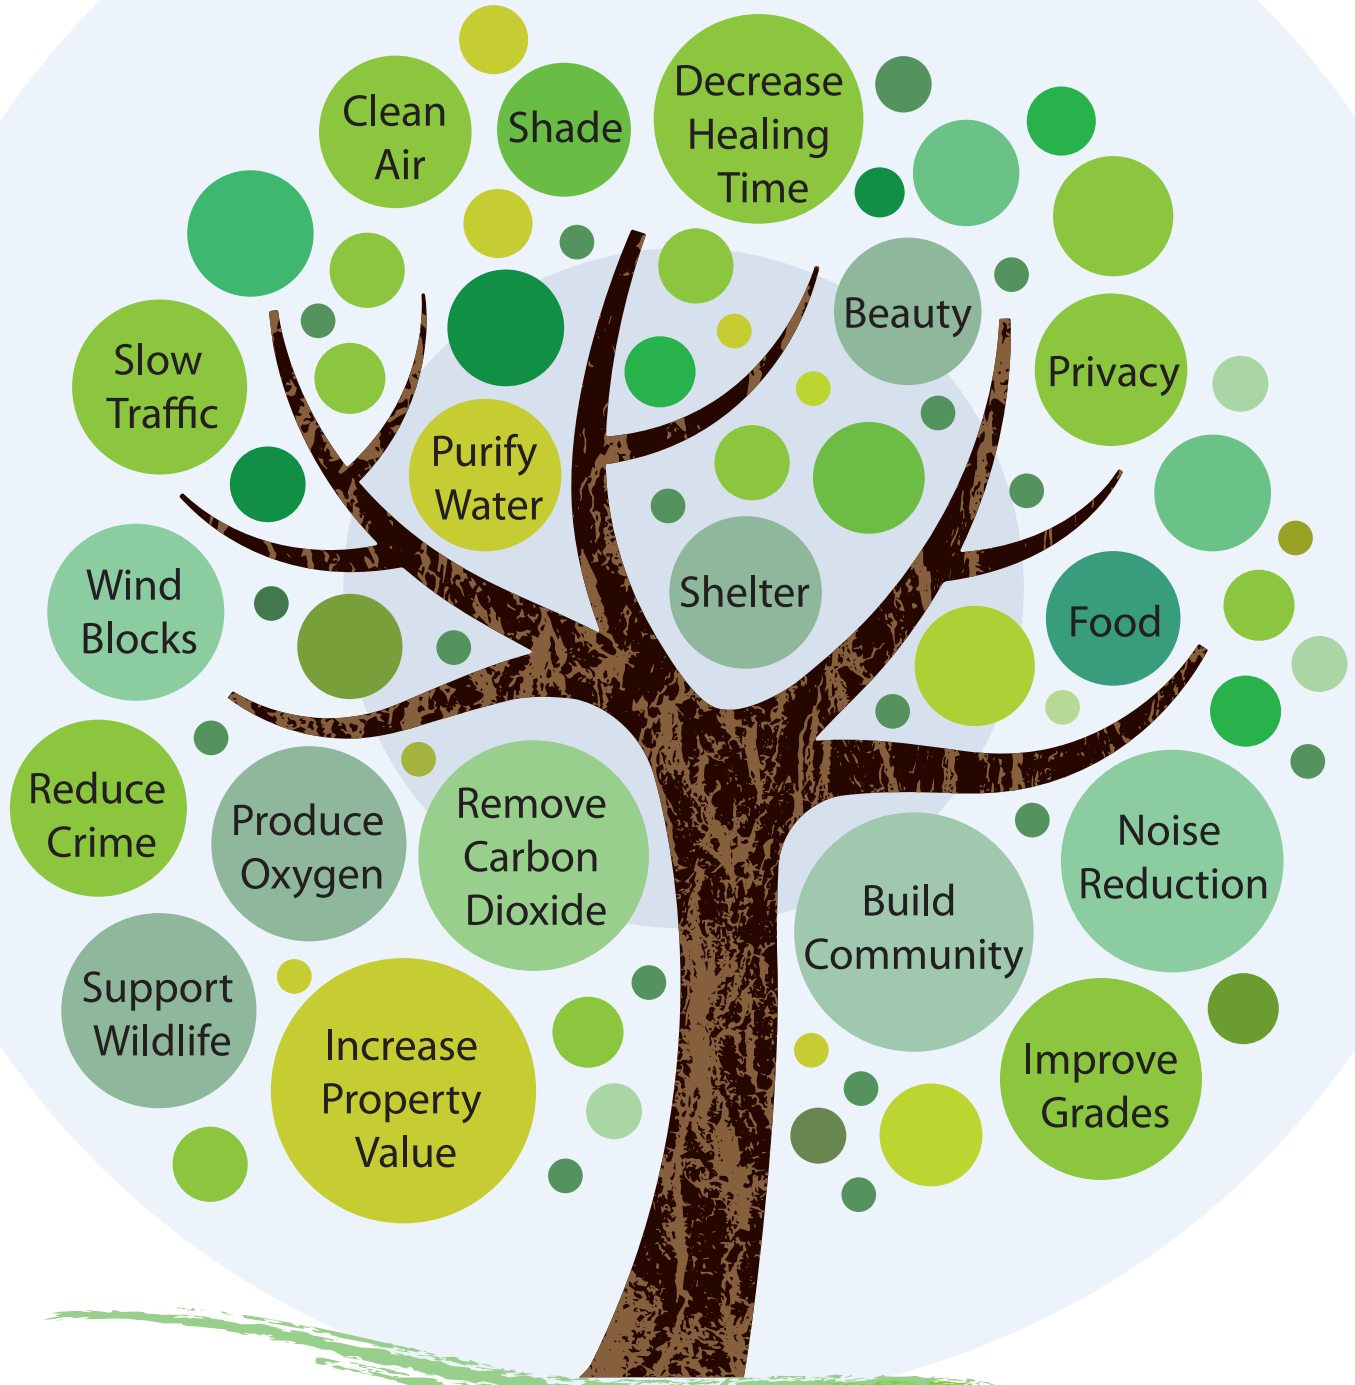 Clean
Air
Shade
Decrease
Healing
Time
Beauty
Privacy
Slow
Traffic
Purify
Water
Wind
Blocks
Shelter
Food
Reduce
Crime
Produce
Oxygen
Remove
Carbon
Dioxide
Build
Community
Noise
Reduction
Support
Wildlife
Increase
Property
Value
Improve
Grades